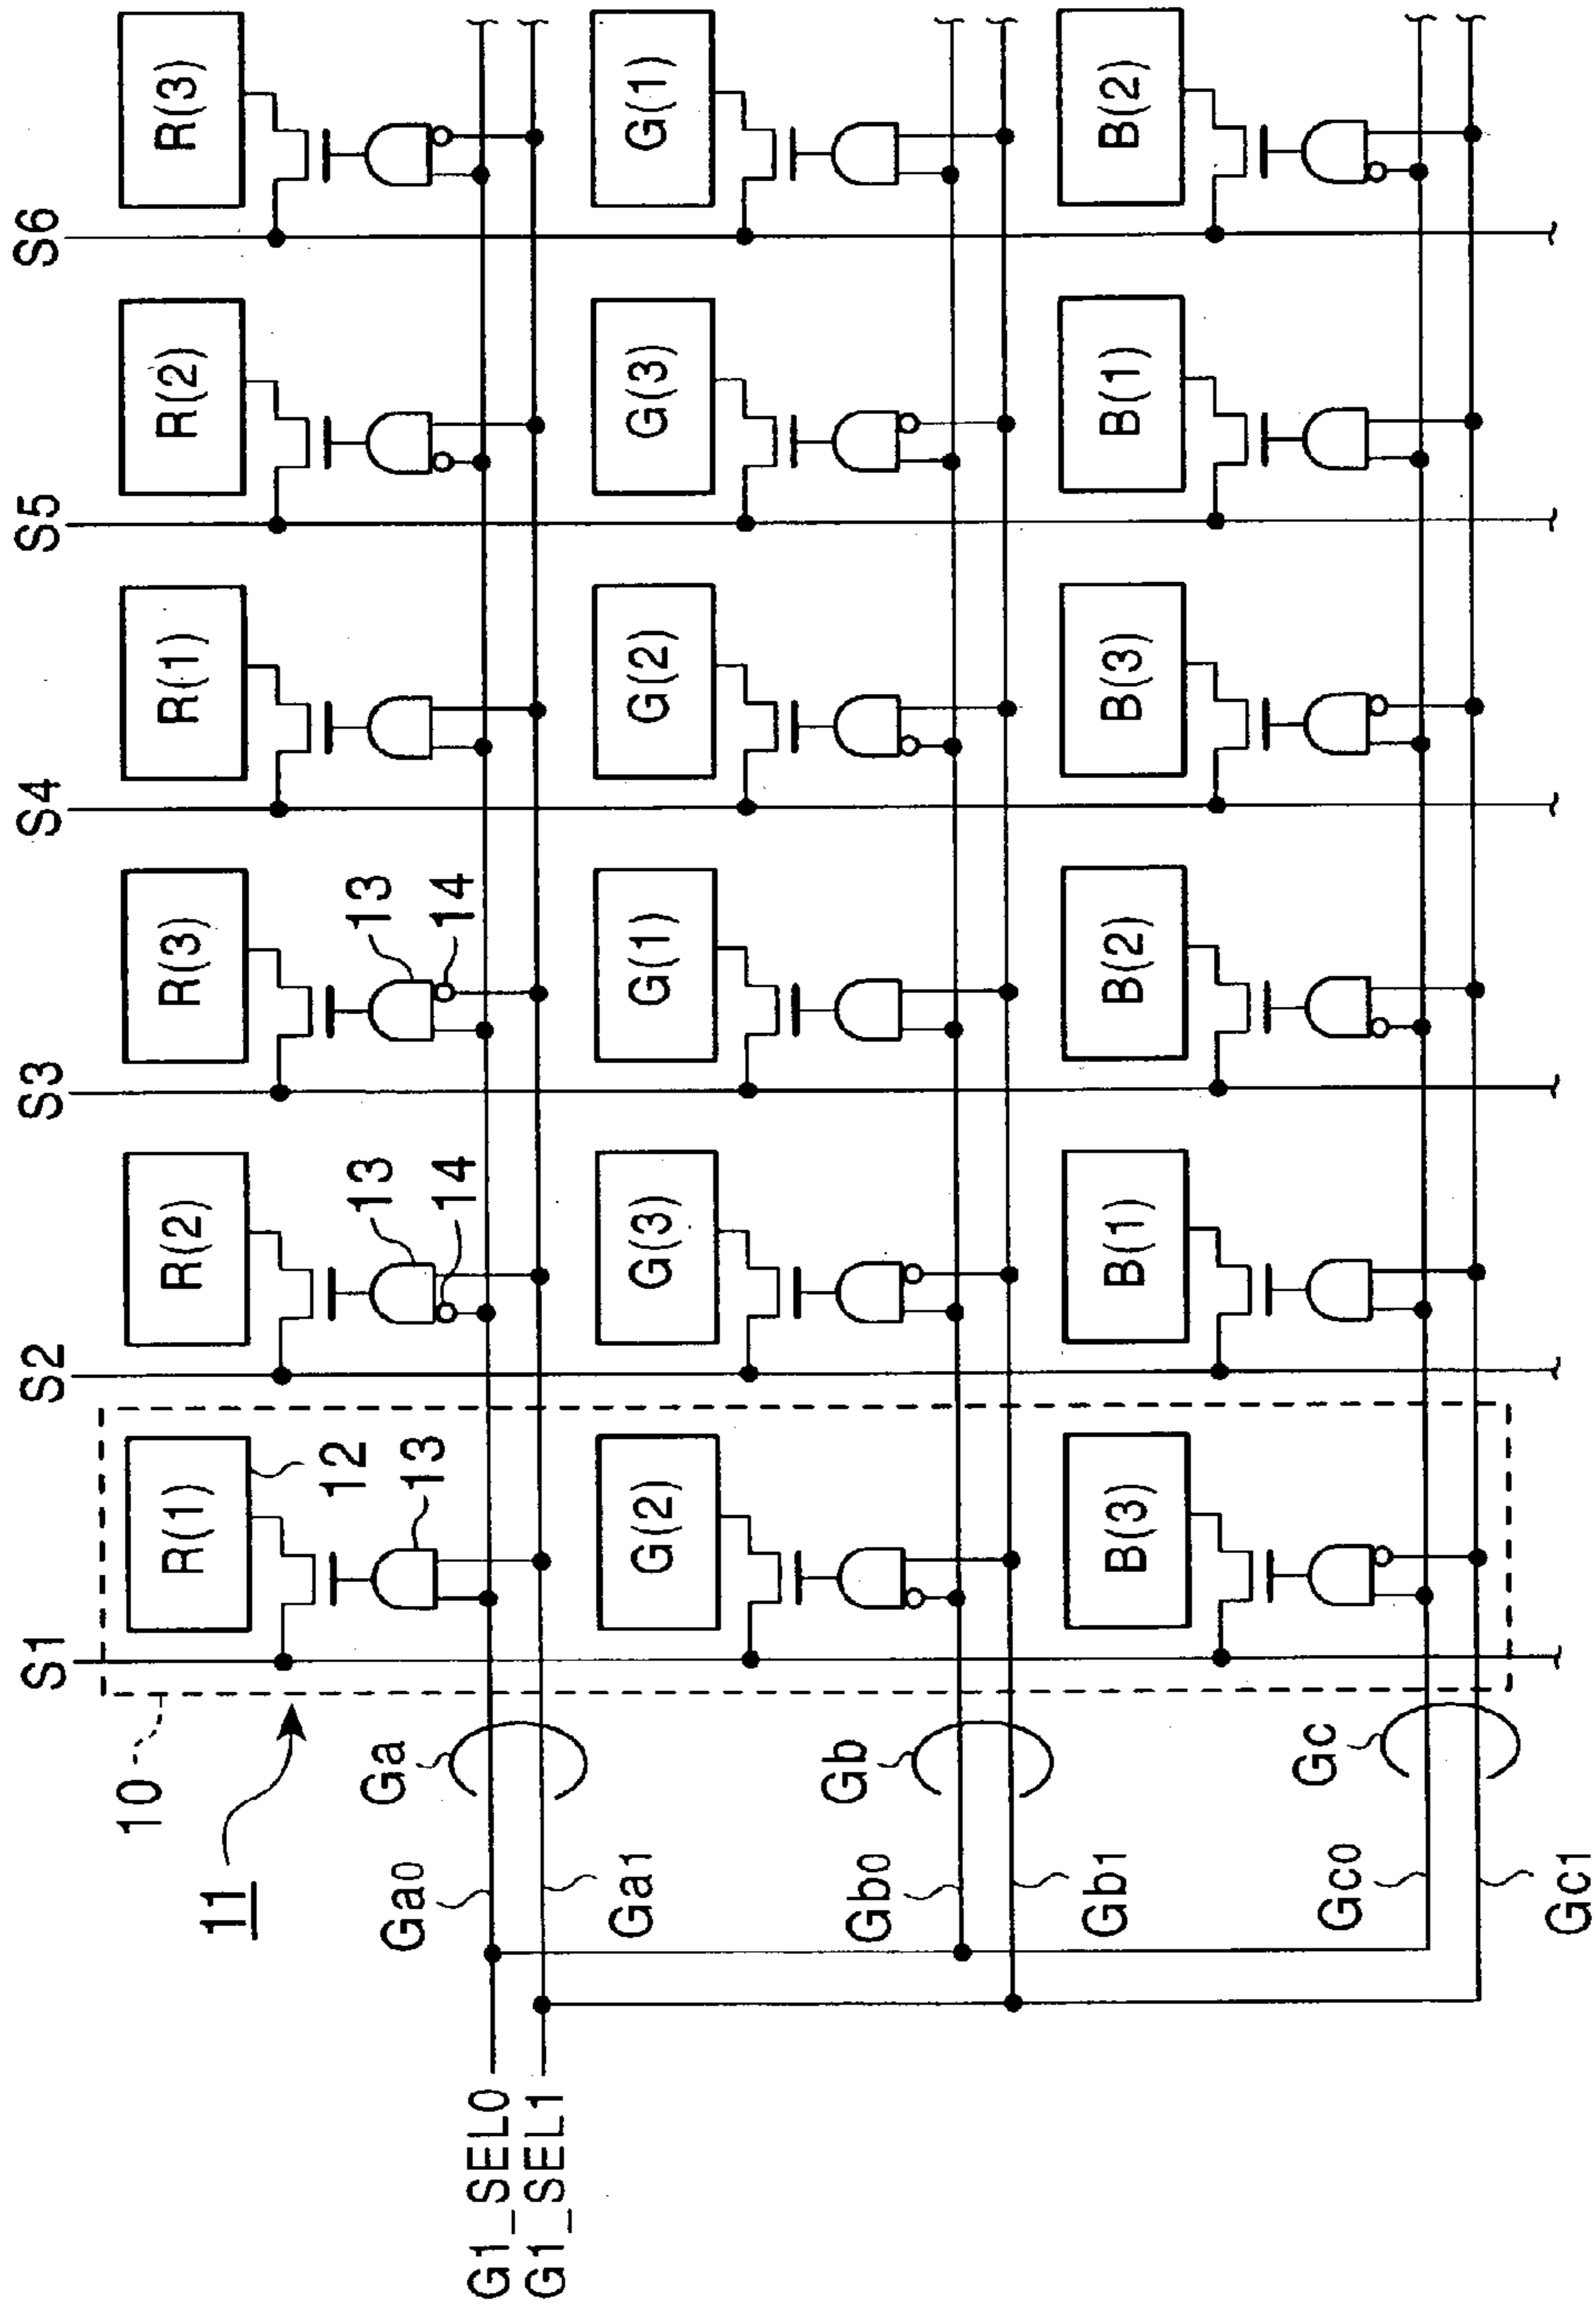 S1
S2
S3
S4
S5
S6
10
11
R(1)
R(2)
R(3)
R(1)
R(2)
R(3)
12
13
13
14
13
14
Ga
Ga0
Ga1
G1_SEL0
G1_SEL1
G(2)
G(3)
G(1)
G(2)
G(3)
G(1)
Gb
Gb0
Gb1
B(3)
B(1)
B(2)
B(3)
B(1)
B(2)
Gc
Gc0
Gc1